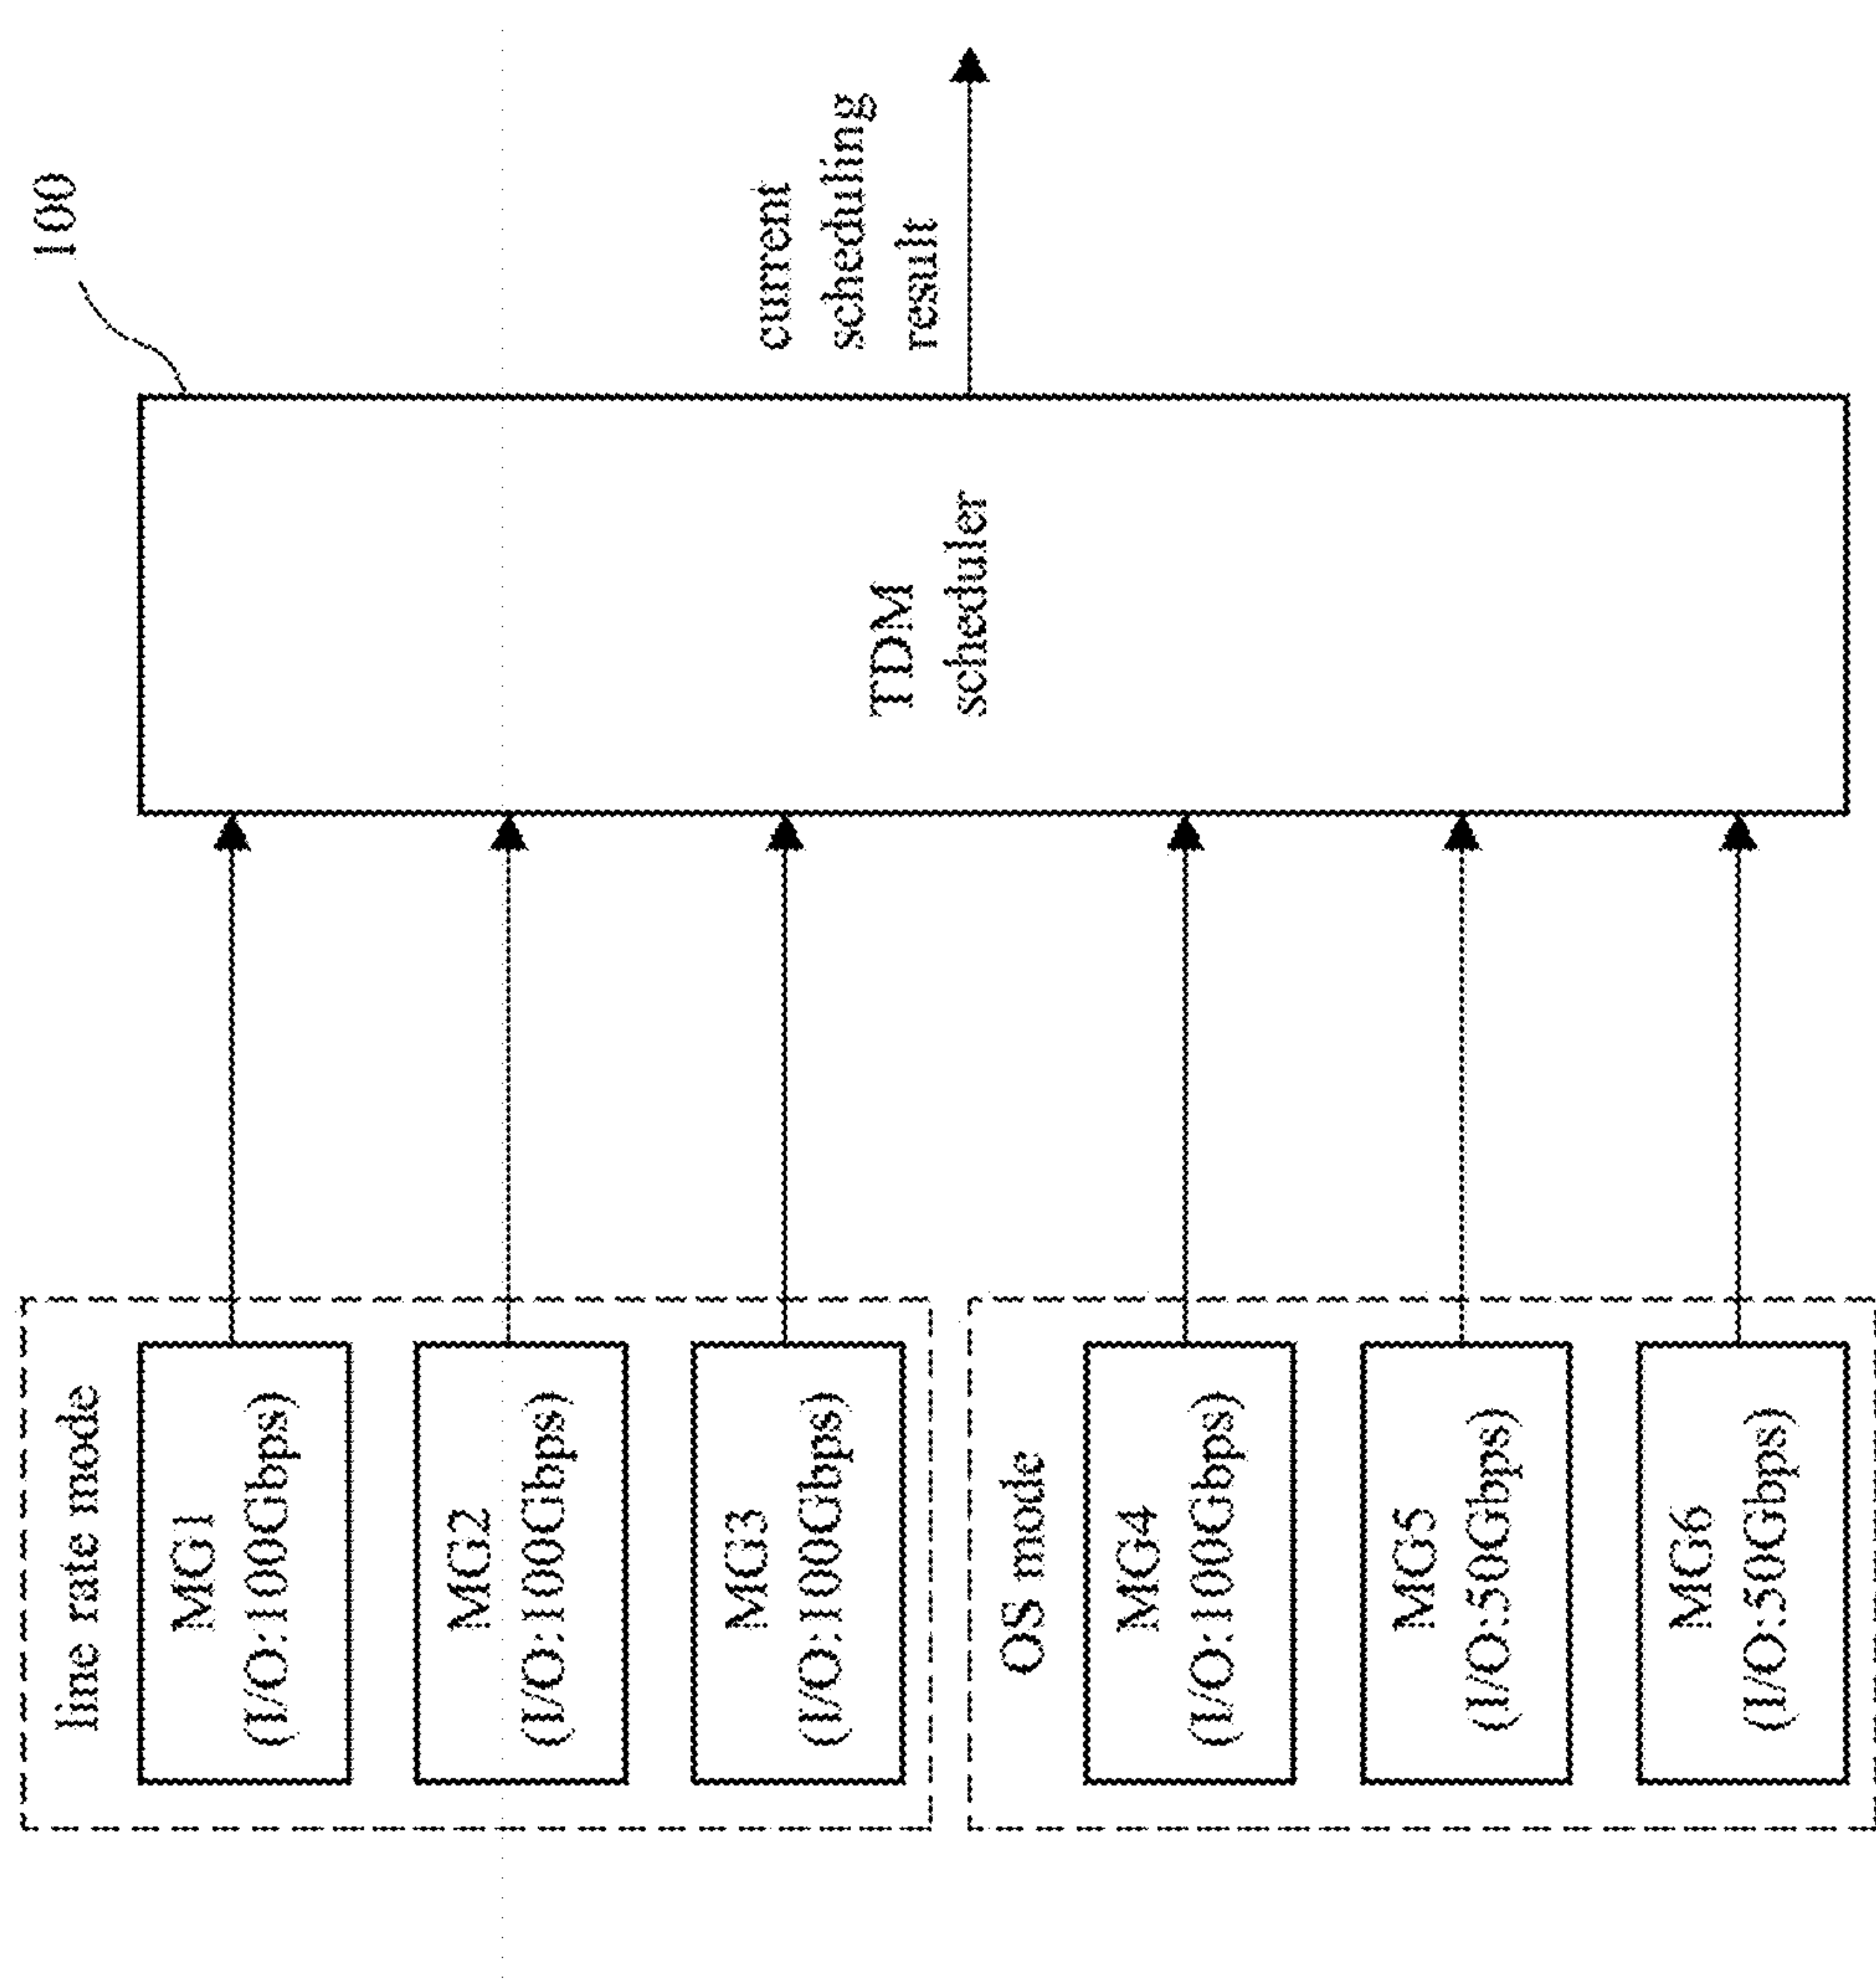 100
line rate mode
MG1
(I/O:100Gbps)
MG2
(I/O:100Gbps)
MG3
(I/O:100Gbps)
OS mode
MG4
(I/O:100Gbps)
MG5
(I/O:50Gbps)
MG6
(I/O:50Gbps)
TDM
scheduler
current
scheduling
result